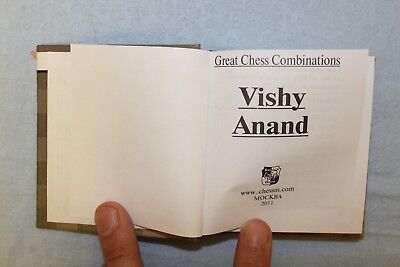 Great Chess Combinations
Vishy
Anand
www.chessm.com
МОСКВА
2011